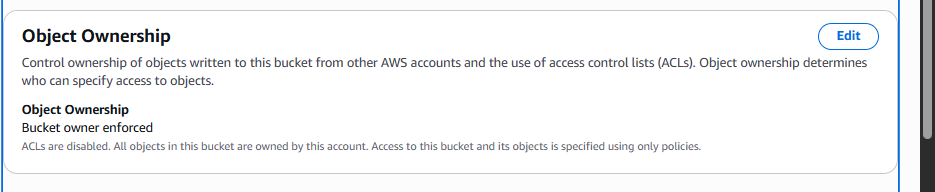 Object Ownership
Edit
Control ownership of objects written to this bucket from other AWS accounts and the use of access control lists (ACLs). Object ownership determines
who can specify access to objects.
Object Ownership
Bucket owner enforced
ACLs are disabled. All objects in this bucket are owned by this account. Access to this bucket and its objects is specified using only policies.